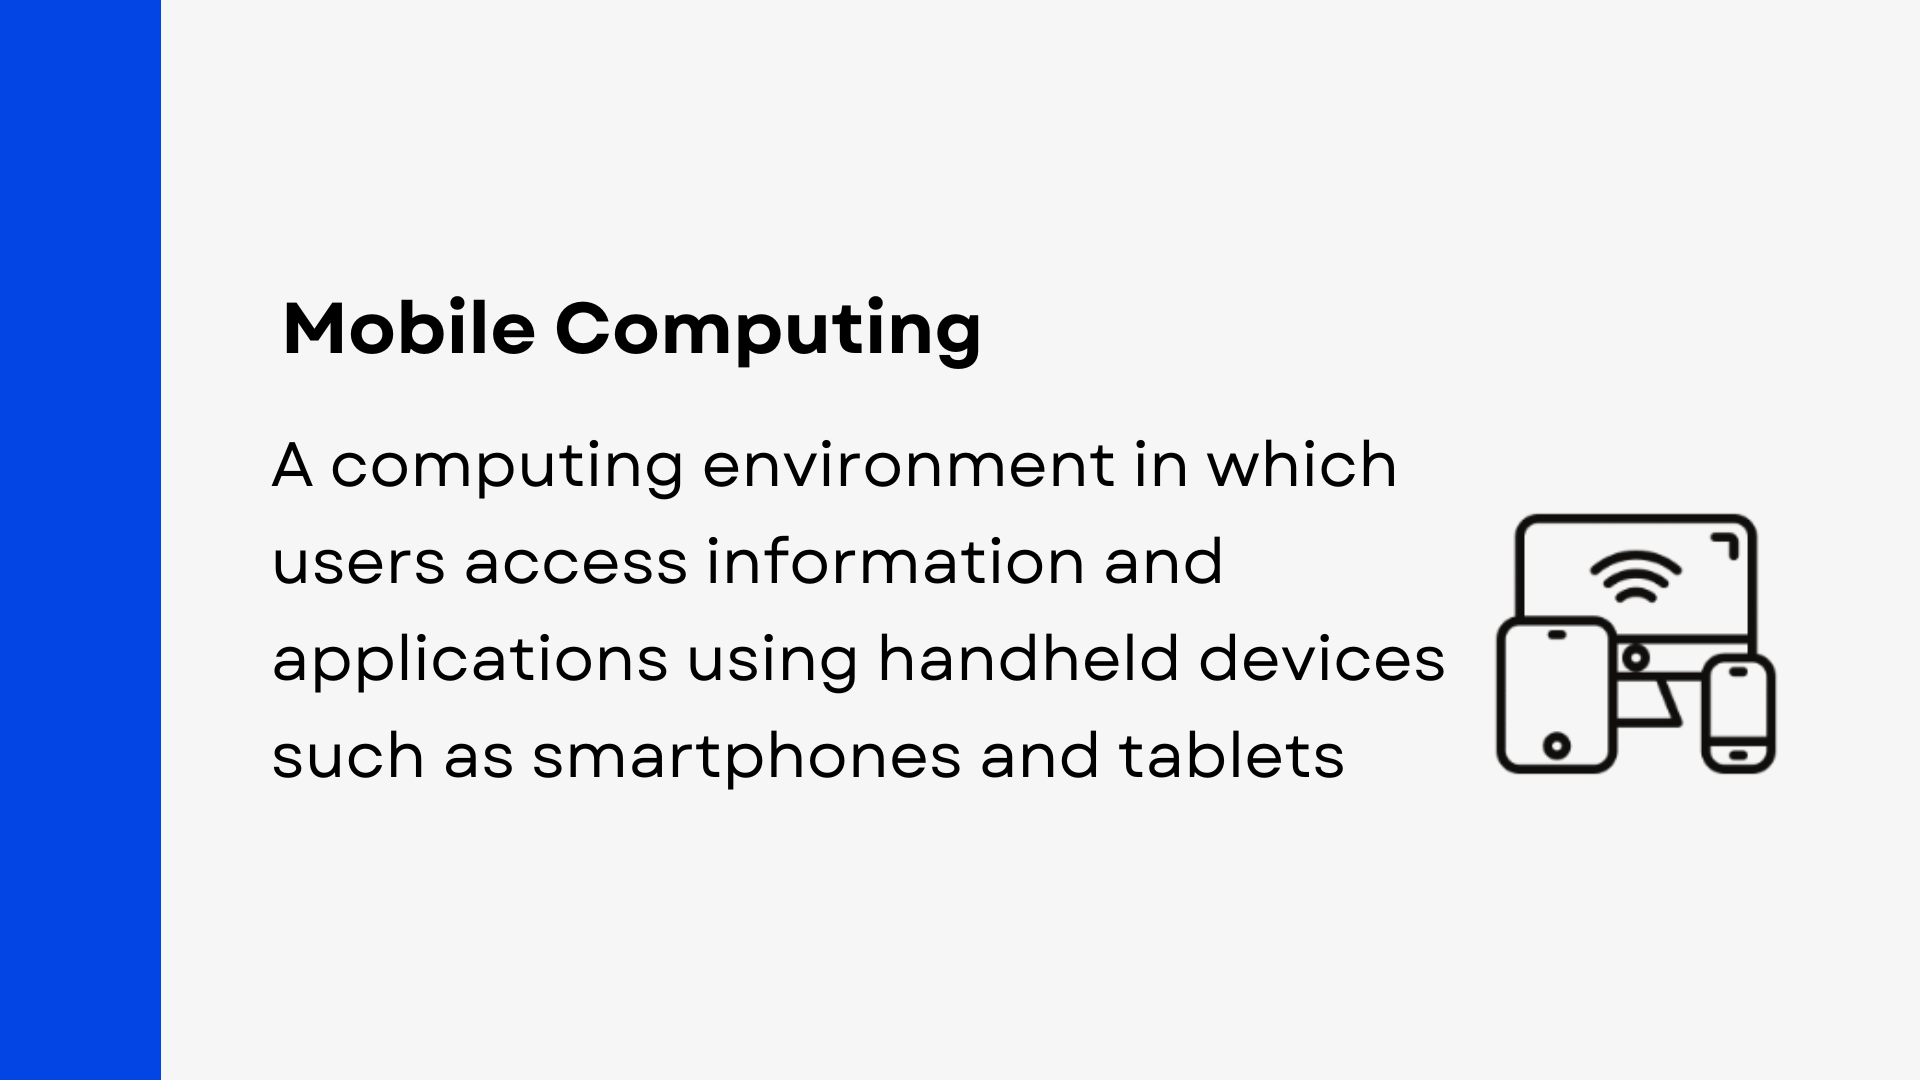 Mobile Computing
A computing environment in which
users access information and
applications using handheld devices
such as smartphones and tablets